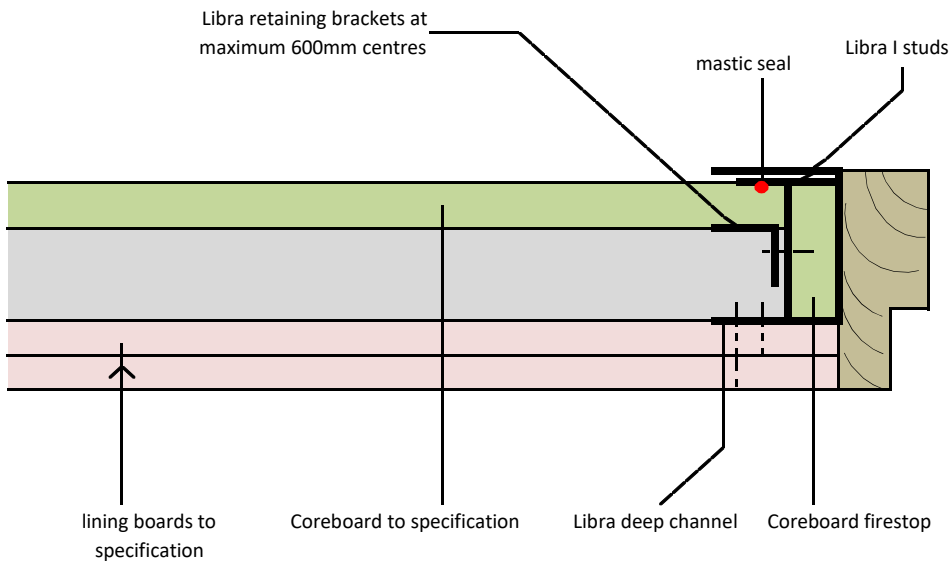 Libra retaining brackets at
maximum 600mm centres
Libra I studs
mastic seal
lining boards to
specification
Coreboard to specification
Libra deep channel
Coreboard firestop